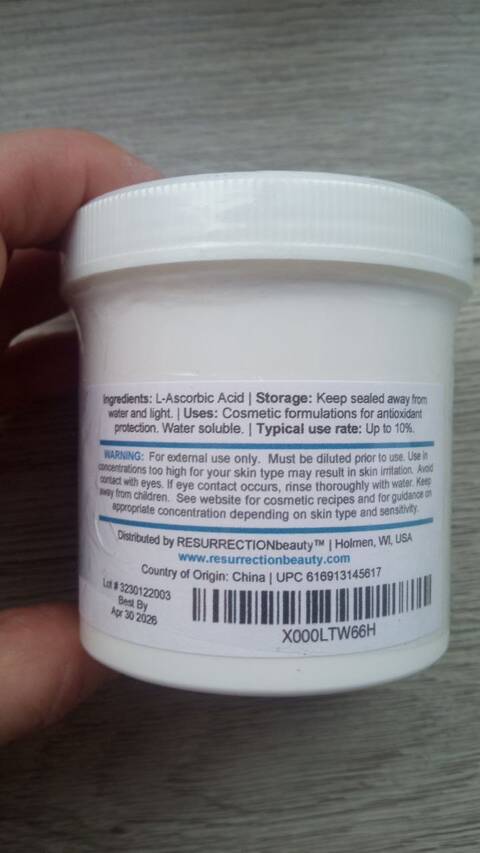 Ingredients: L-Ascorbic Acid | Storage: Keep sealed away from
water and light. | Uses: Cosmetic formulations for antioxidant
protection. Water soluble. | Typical use rate: Up to 10%.
WARNING: For external use only. Must be diluted prior to use. Use in
concentrations too high for your skin type may result in skin irritation. Avoid
contact with eyes. If eye contact occurs, rinse thoroughly with water. Keep
away from children. See website for cosmetic recipes and for guidance on
appropriate concentration depending on skin type and sensitivity.
Distributed by RESURRECTIONbeauty™ | Holmen, WI, USA
www.resurrectionbeauty.com
Country of Origin: China | UPC 616913145617
Lot # 3230122003
Best By
Apr 30 2026
X000LTW66H